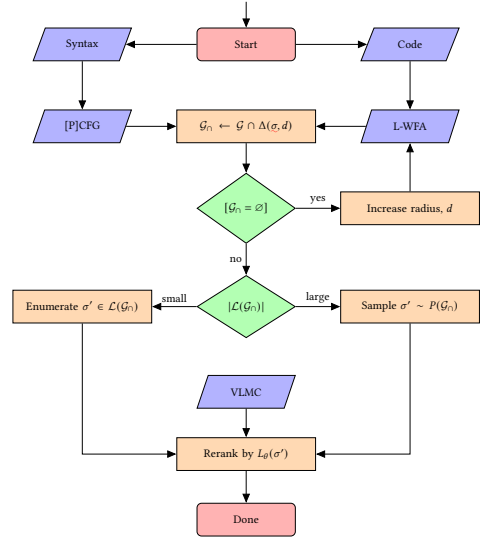 Syntax
Start
Code
[P]CFG
𝒢∩ ← 𝒢 ∩ Δ(σ̰, d)
L-WFA
[𝒢∩ = ∅]
yes
Increase radius, d
no
Enumerate σ′ ∈ ℒ(𝒢∩)
small
|ℒ(𝒢∩)|
large
Sample σ′ ∼ P(𝒢∩)
VLMC
Rerank by L_θ(σ′)
Done